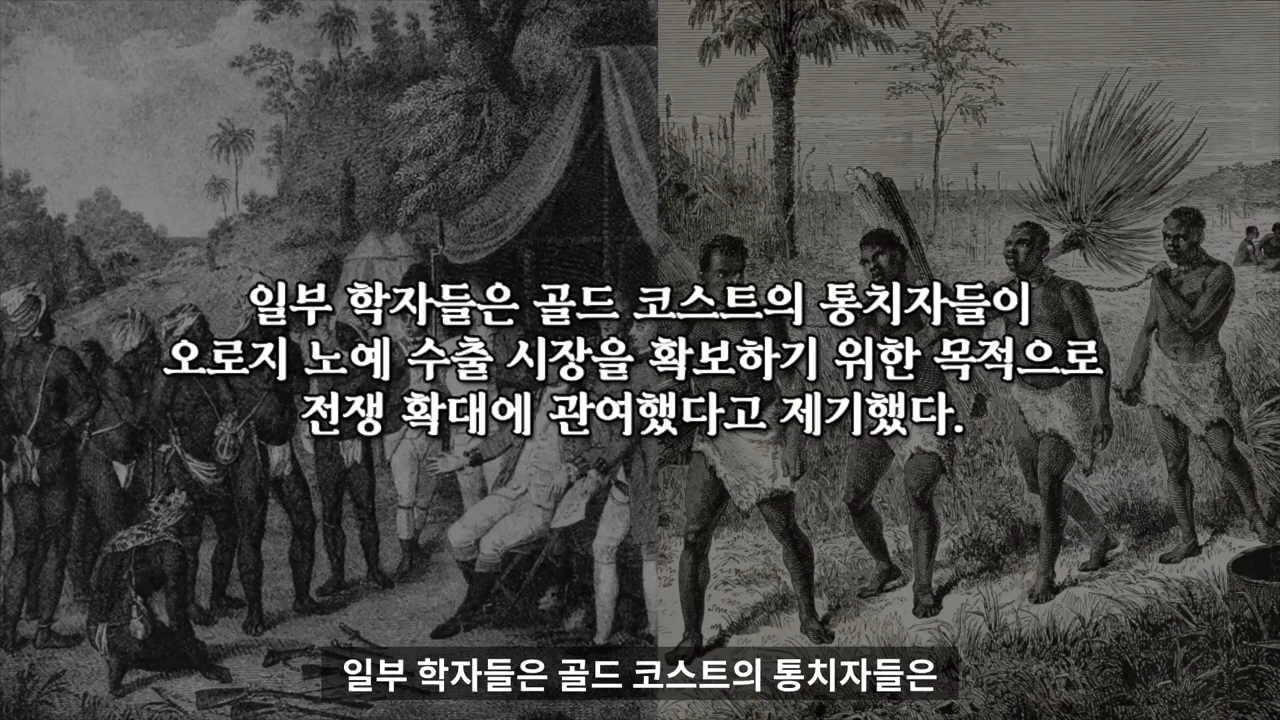 일부 학자들은 골드 코스트의 통치자들이
오로지 노예 수출 시장을 확보하기 위한 목적으로
전쟁 확대에 관여했다고 제기했다.
일부 학자들은 골드 코스트의 통치자들은